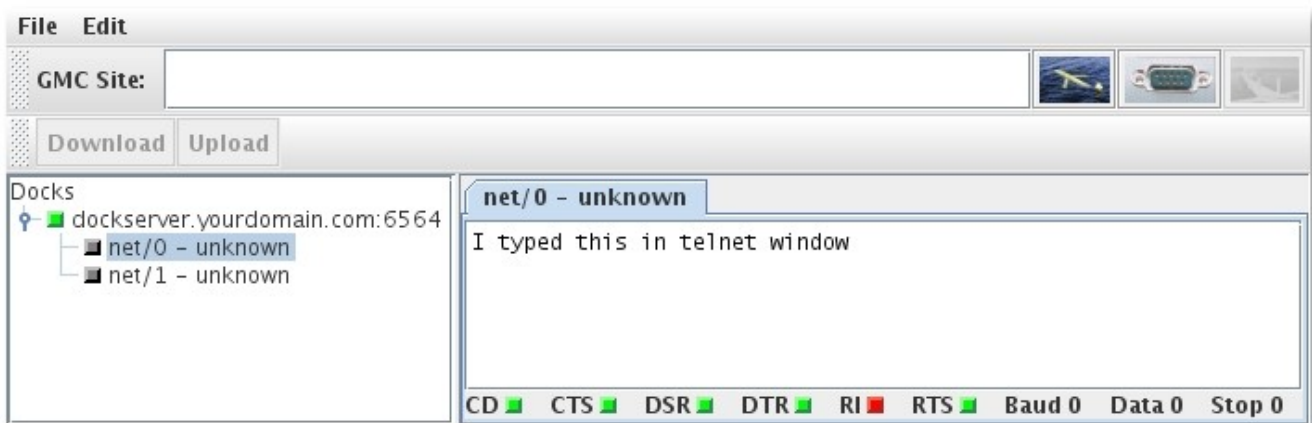 File Edit
GMC Site:
Download Upload
Docks
dockserver.yourdomain.com:6564
net/0 - unknown
net/1 - unknown
net/0 - unknown
I typed this in telnet window
CD CTS DSR DTR RI RTS Baud 0 Data 0 Stop 0